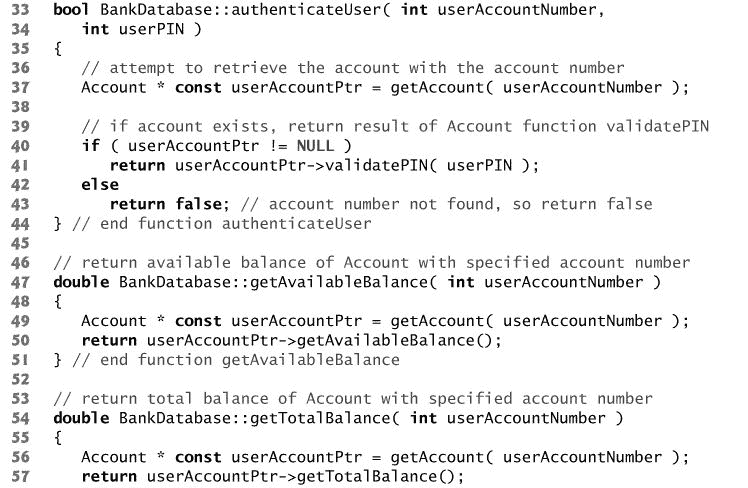 33 bool BankDatabase::authenticateUser( int userAccountNumber,
34    int userPIN )
35 {
36    // attempt to retrieve the account with the account number
37    Account * const userAccountPtr = getAccount( userAccountNumber );
38
39    // if account exists, return result of Account function validatePIN
40    if ( userAccountPtr != NULL )
41       return userAccountPtr->validatePIN( userPIN );
42    else
43       return false; // account number not found, so return false
44 } // end function authenticateUser
45
46 // return available balance of Account with specified account number
47 double BankDatabase::getAvailableBalance( int userAccountNumber )
48 {
49    Account * const userAccountPtr = getAccount( userAccountNumber );
50    return userAccountPtr->getAvailableBalance();
51 } // end function getAvailableBalance
52
53 // return total balance of Account with specified account number
54 double BankDatabase::getTotalBalance( int userAccountNumber )
55 {
56    Account * const userAccountPtr = getAccount( userAccountNumber );
57    return userAccountPtr->getTotalBalance();